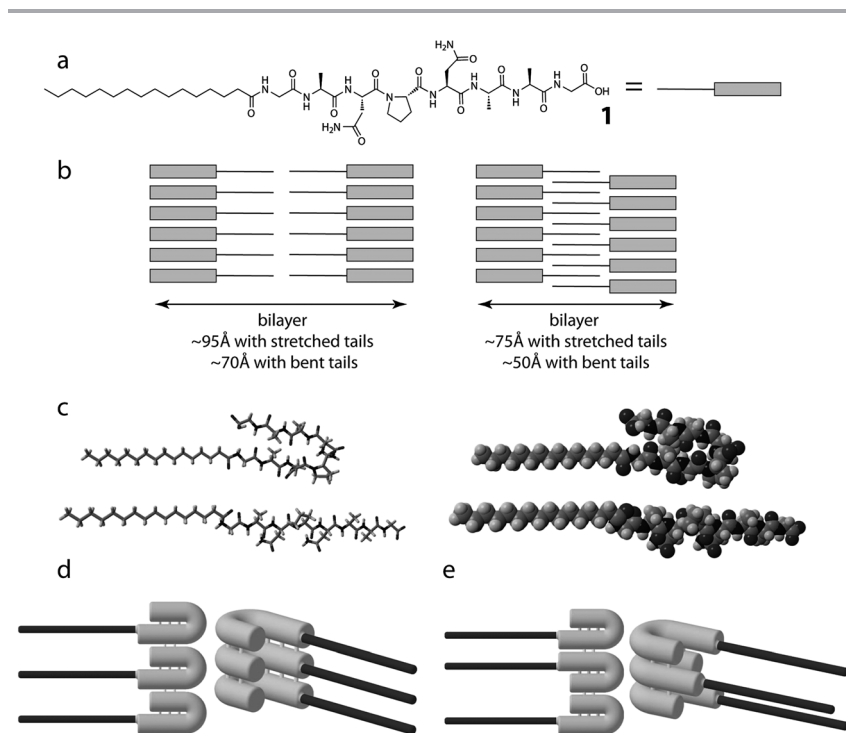 a
H₂N
O
O
H
N
O
N
H
O
H
N
O
N
O
H
N
O
N
H
O
H
N
O
N
H
O
OH
H₂N
O
1
=
b
bilayer
~95Å with stretched tails
~70Å with bent tails
bilayer
~75Å with stretched tails
~50Å with bent tails
c
d
e